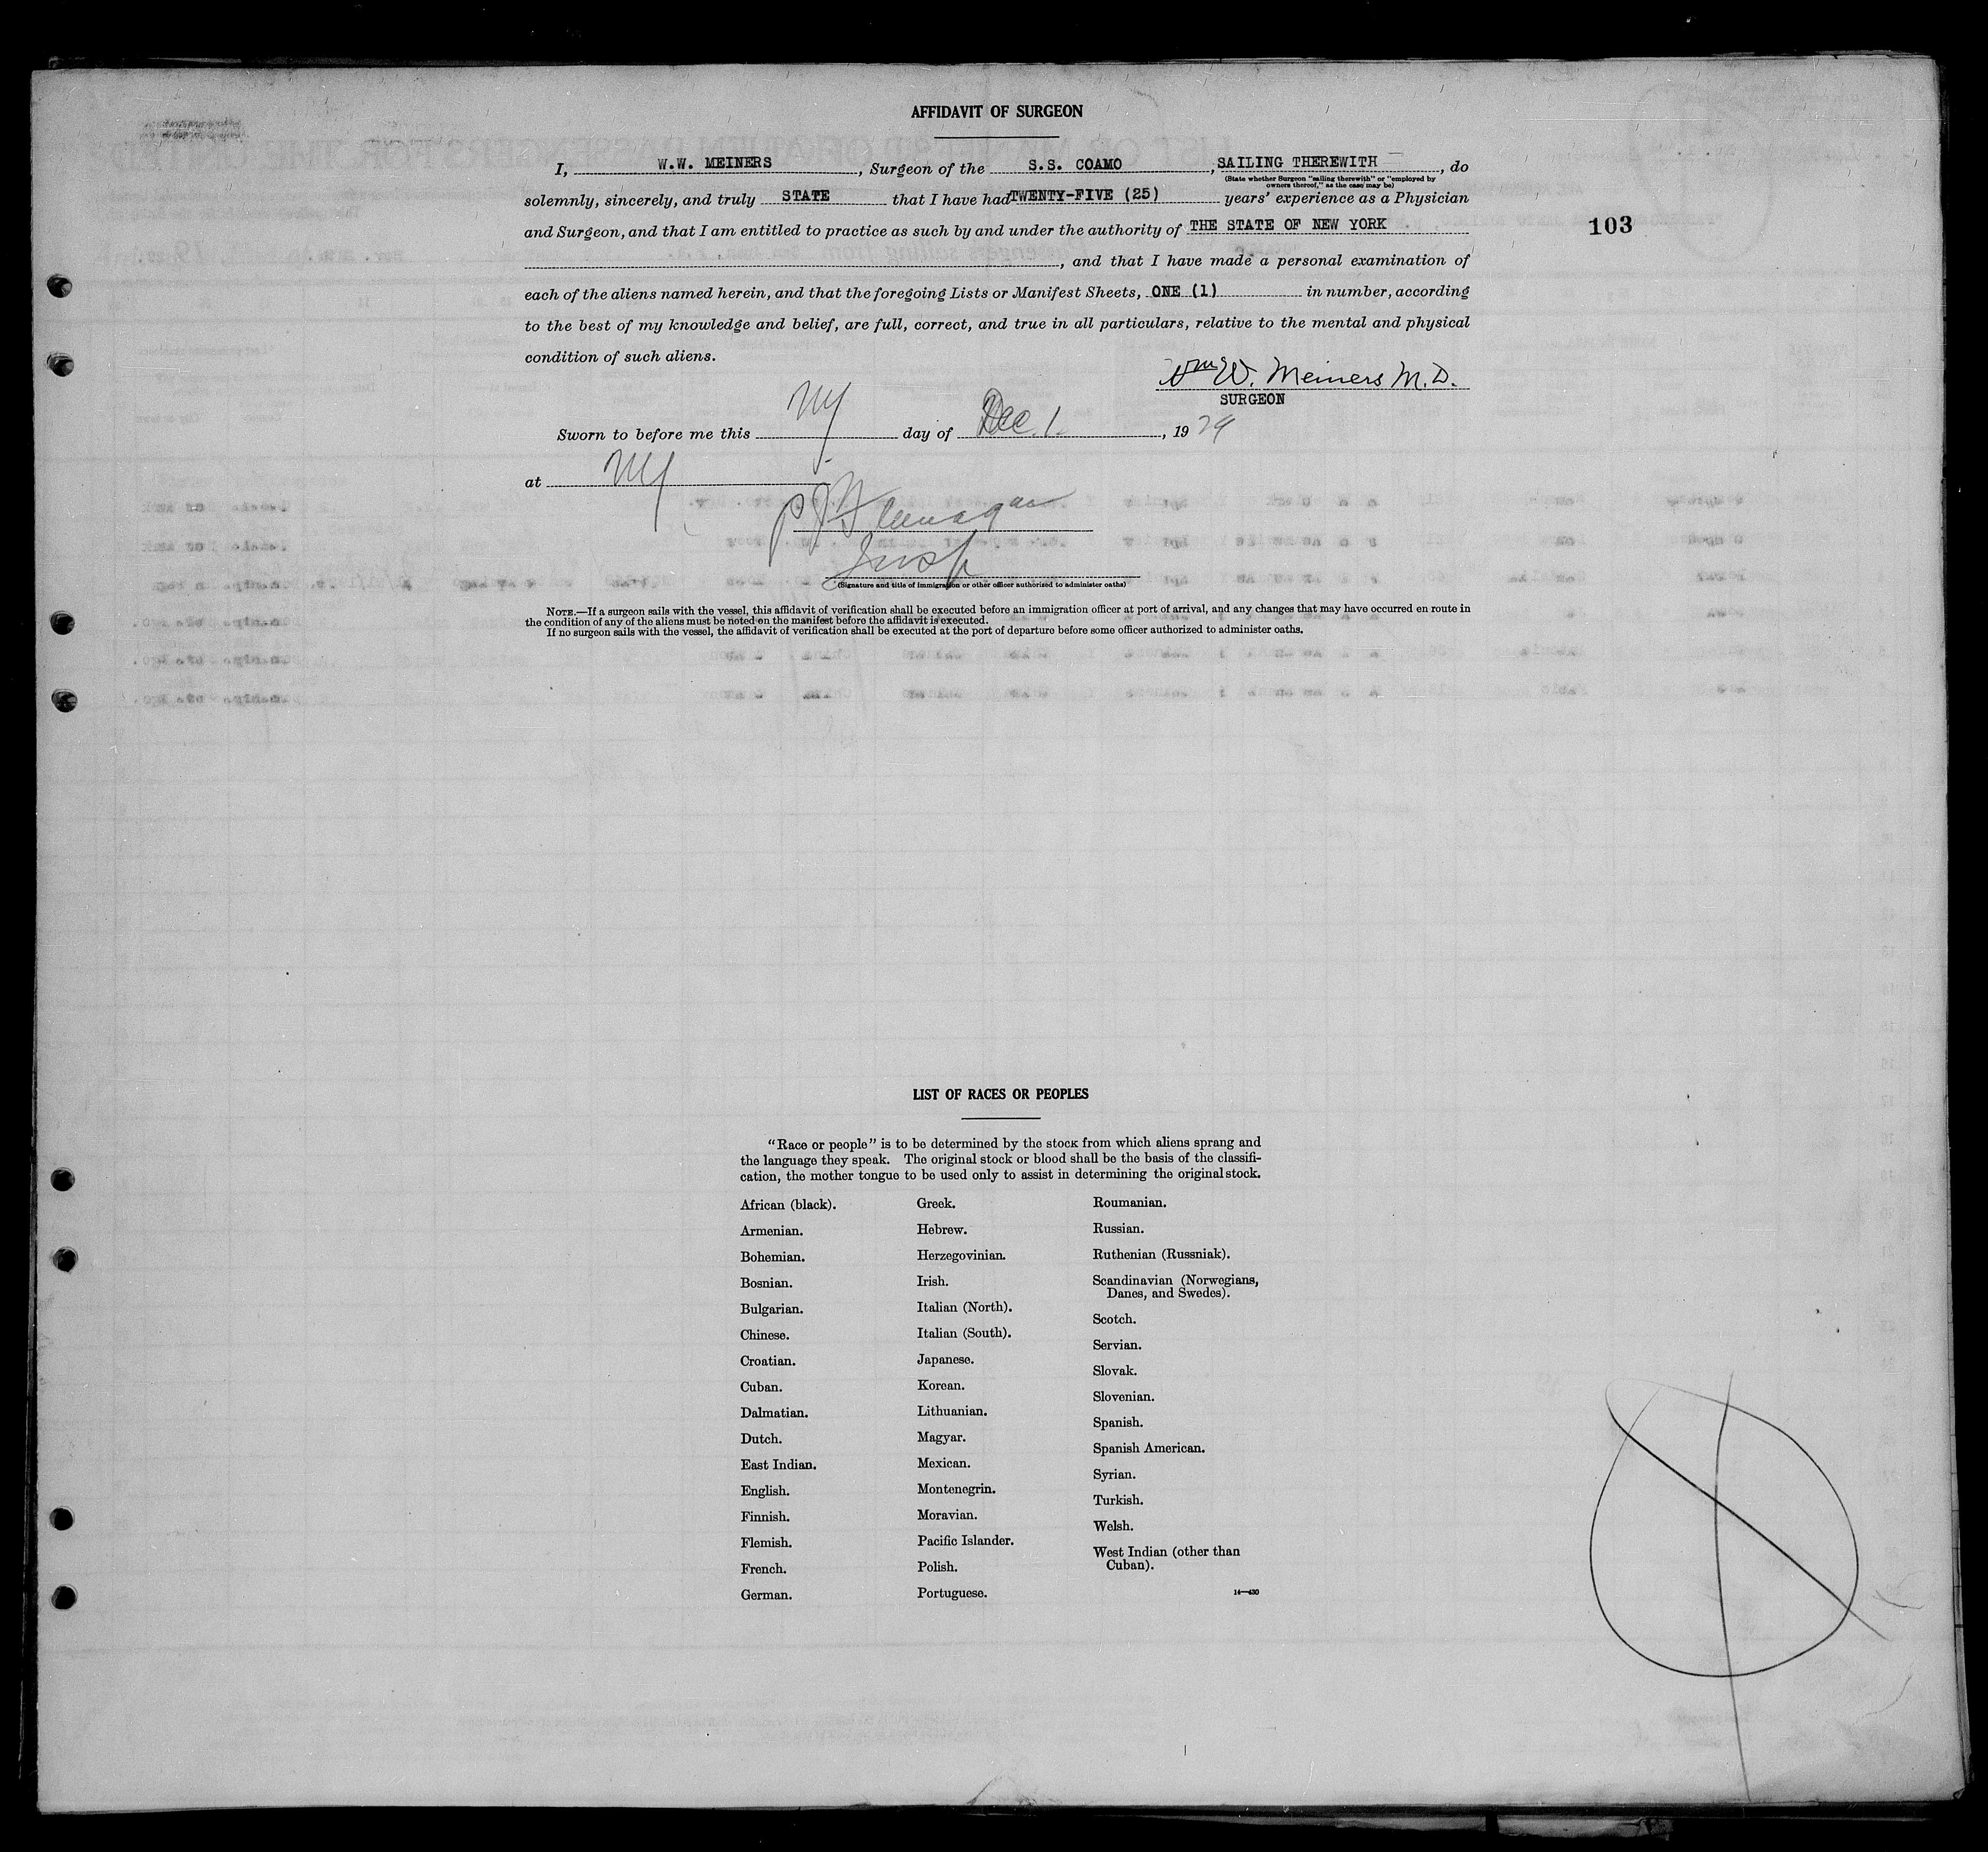 AFFIDAVIT OF SURGEON
I, W.W. MEINERS, Surgeon of the S.S. COAMO, SAILING THEREWITH, do
(State whether Surgeon "sailing therewith" or "employed by
owners thereof," as the case may be)
solemnly, sincerely, and truly STATE that I have had TWENTY-FIVE (25) years' experience as a Physician
and Surgeon, and that I am entitled to practice as such by and under the authority of THE STATE OF NEW YORK
103
, and that I have made a personal examination of
each of the aliens named herein, and that the foregoing Lists or Manifest Sheets, ONE (1) in number, according
to the best of my knowledge and belief, are full, correct, and true in all particulars, relative to the mental and physical
condition of such aliens.
Wm W. Meiners M.D.
SURGEON
Sworn to before me this NY day of Dec. 1, 1929
at NY
Insp
(Signature and title of immigration or other officer authorized to administer oaths)
NOTE.—If a surgeon sails with the vessel, this affidavit of verification shall be executed before an immigration officer at port of arrival, and any changes that may have occurred en route in
the condition of any of the aliens must be noted on the manifest before the affidavit is executed.
If no surgeon sails with the vessel, the affidavit of verification shall be executed at the port of departure before some officer authorized to administer oaths.
LIST OF RACES OR PEOPLES
"Race or people" is to be determined by the stock from which aliens sprang and
the language they speak. The original stock or blood shall be the basis of the classifi-
cation, the mother tongue to be used only to assist in determining the original stock.
African (black).
Armenian.
Bohemian.
Bosnian.
Bulgarian.
Chinese.
Croatian.
Cuban.
Dalmatian.
Dutch.
East Indian.
English.
Finnish.
Flemish.
French.
German.
Greek.
Hebrew.
Herzegovinian.
Irish.
Italian (North).
Italian (South).
Japanese.
Korean.
Lithuanian.
Magyar.
Mexican.
Montenegrin.
Moravian.
Pacific Islander.
Polish.
Portuguese.
Roumanian.
Russian.
Ruthenian (Russniak).
Scandinavian (Norwegians,
Danes, and Swedes).
Scotch.
Servian.
Slovak.
Slovenian.
Spanish.
Spanish American.
Syrian.
Turkish.
Welsh.
West Indian (other than
Cuban).
14—430